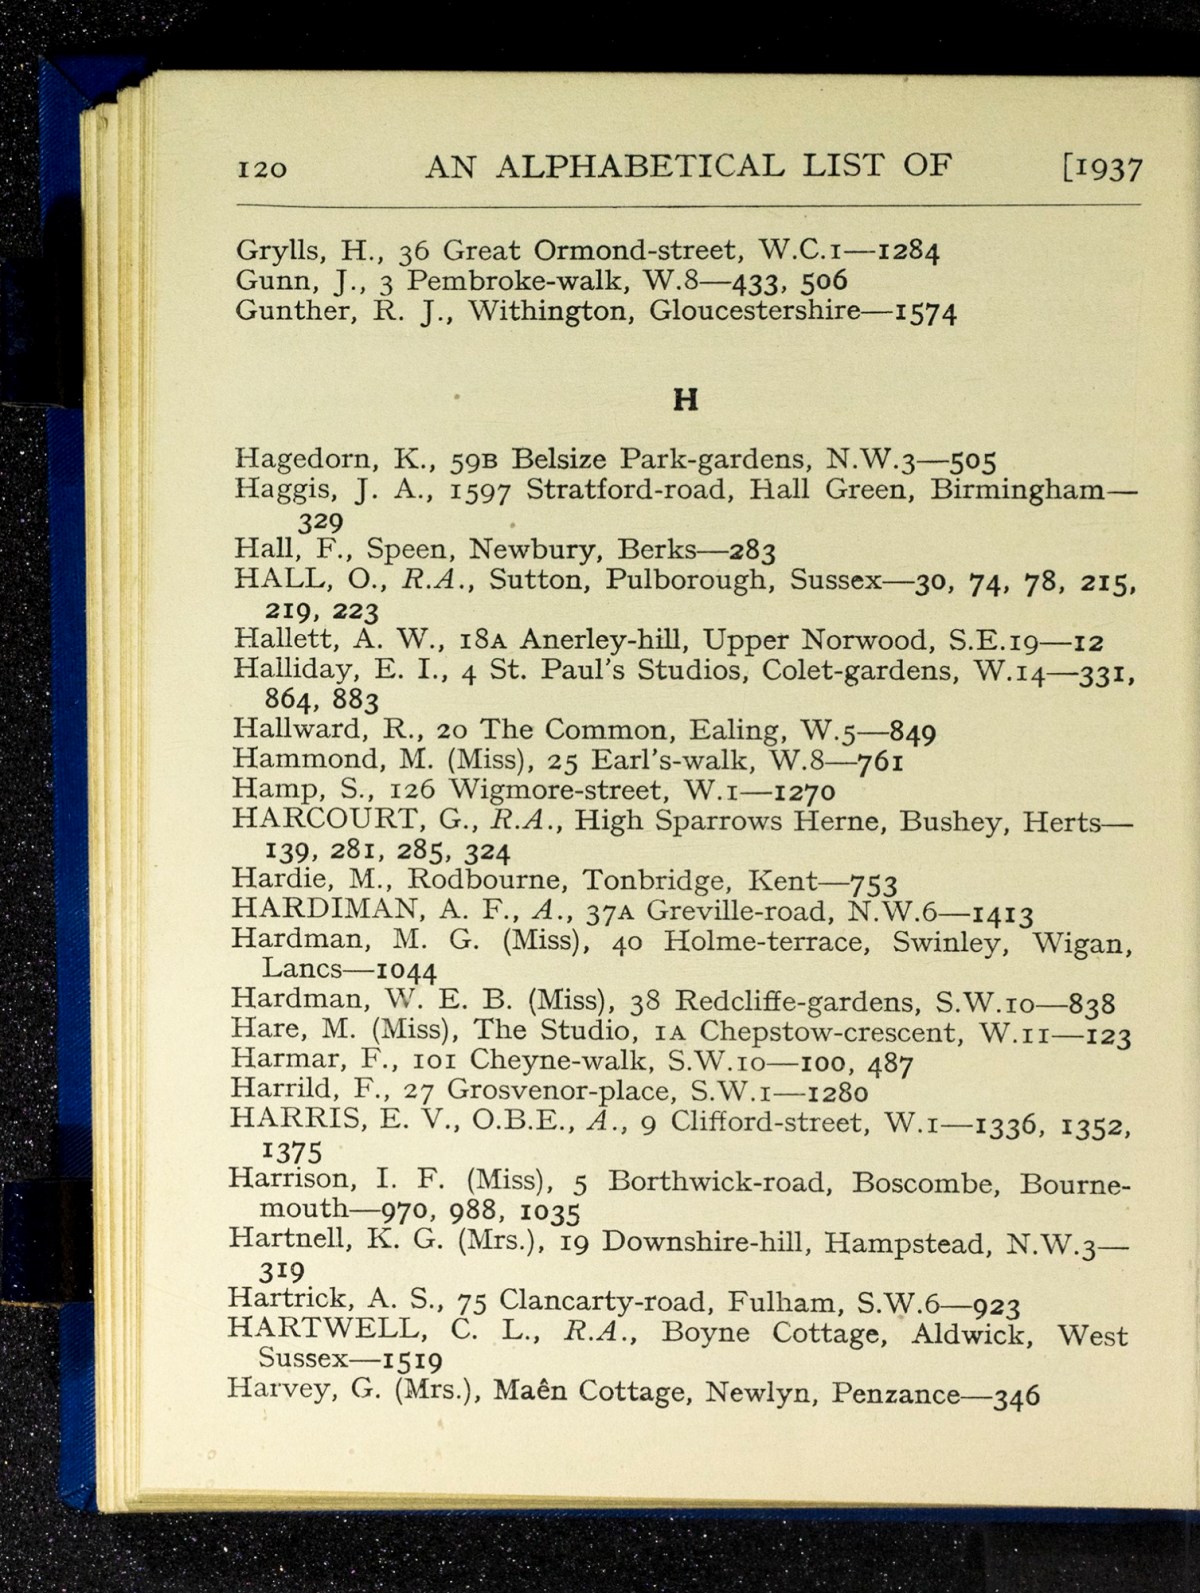 120 AN ALPHABETICAL LIST OF [1937
Grylls, H., 36 Great Ormond-street, W.C.1—1284
Gunn, J., 3 Pembroke-walk, W.8—433, 506
Gunther, R. J., Withington, Gloucestershire—1574
H
Hagedorn, K., 59B Belsize Park-gardens, N.W.3—505
Haggis, J. A., 1597 Stratford-road, Hall Green, Birmingham—
329
Hall, F., Speen, Newbury, Berks—283
HALL, O., R.A., Sutton, Pulborough, Sussex—30, 74, 78, 215,
219, 223
Hallett, A. W., 18A Anerley-hill, Upper Norwood, S.E.19—12
Halliday, E. I., 4 St. Paul's Studios, Colet-gardens, W.14—331,
864, 883
Hallward, R., 20 The Common, Ealing, W.5—849
Hammond, M. (Miss), 25 Earl's-walk, W.8—761
Hamp, S., 126 Wigmore-street, W.1—1270
HARCOURT, G., R.A., High Sparrows Herne, Bushey, Herts—
139, 281, 285, 324
Hardie, M., Rodbourne, Tonbridge, Kent—753
HARDIMAN, A. F., A., 37A Greville-road, N.W.6—1413
Hardman, M. G. (Miss), 40 Holme-terrace, Swinley, Wigan,
Lancs—1044
Hardman, W. E. B. (Miss), 38 Redcliffe-gardens, S.W.10—838
Hare, M. (Miss), The Studio, 1A Chepstow-crescent, W.11—123
Harmar, F., 101 Cheyne-walk, S.W.10—100, 487
Harrild, F., 27 Grosvenor-place, S.W.1—1280
HARRIS, E. V., O.B.E., A., 9 Clifford-street, W.1—1336, 1352,
1375
Harrison, I. F. (Miss), 5 Borthwick-road, Boscombe, Bourne-
mouth—970, 988, 1035
Hartnell, K. G. (Mrs.), 19 Downshire-hill, Hampstead, N.W.3—
319
Hartrick, A. S., 75 Clancarty-road, Fulham, S.W.6—923
HARTWELL, C. L., R.A., Boyne Cottage, Aldwick, West
Sussex—1519
Harvey, G. (Mrs.), Maên Cottage, Newlyn, Penzance—346